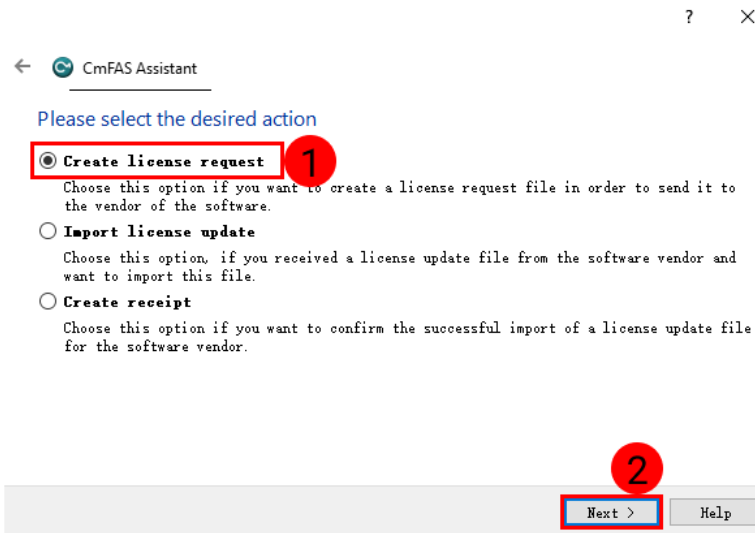 ?
CmFAS Assistant
Please select the desired action
Create license request
1
Choose this option if you want to create a license request file in order to send it to
the vendor of the software.
Import license update
Choose this option, if you received a license update file from the software vendor and
want to import this file.
Create receipt
Choose this option if you want to confirm the successful import of a license update file
for the software vendor.
2
Next >
Help